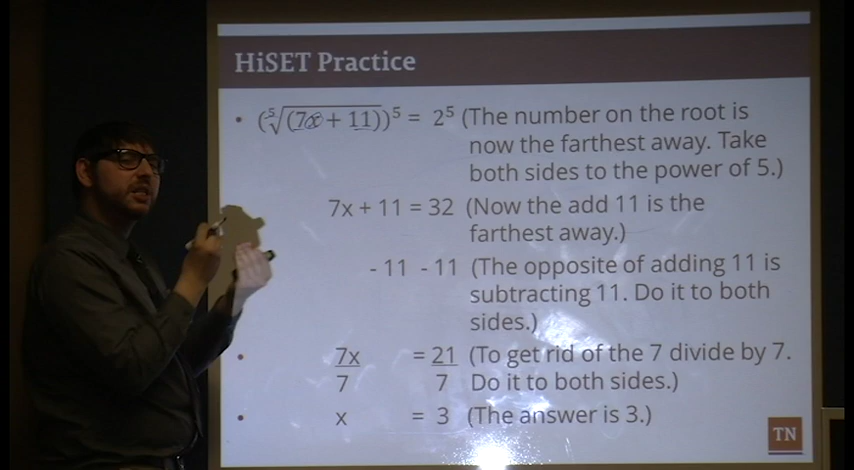 HiSET Practice
• (⁵√(7x + 11))⁵ = 2⁵ (The number on the root is
now the farthest away. Take
both sides to the power of 5.)
7x + 11 = 32 (Now the add 11 is the
farthest away.)
- 11 - 11 (The opposite of adding 11 is
subtracting 11. Do it to both
sides.)
• 7x = 21 (To get rid of the 7 divide by 7.
7 7 Do it to both sides.)
• x = 3 (The answer is 3.)
TN